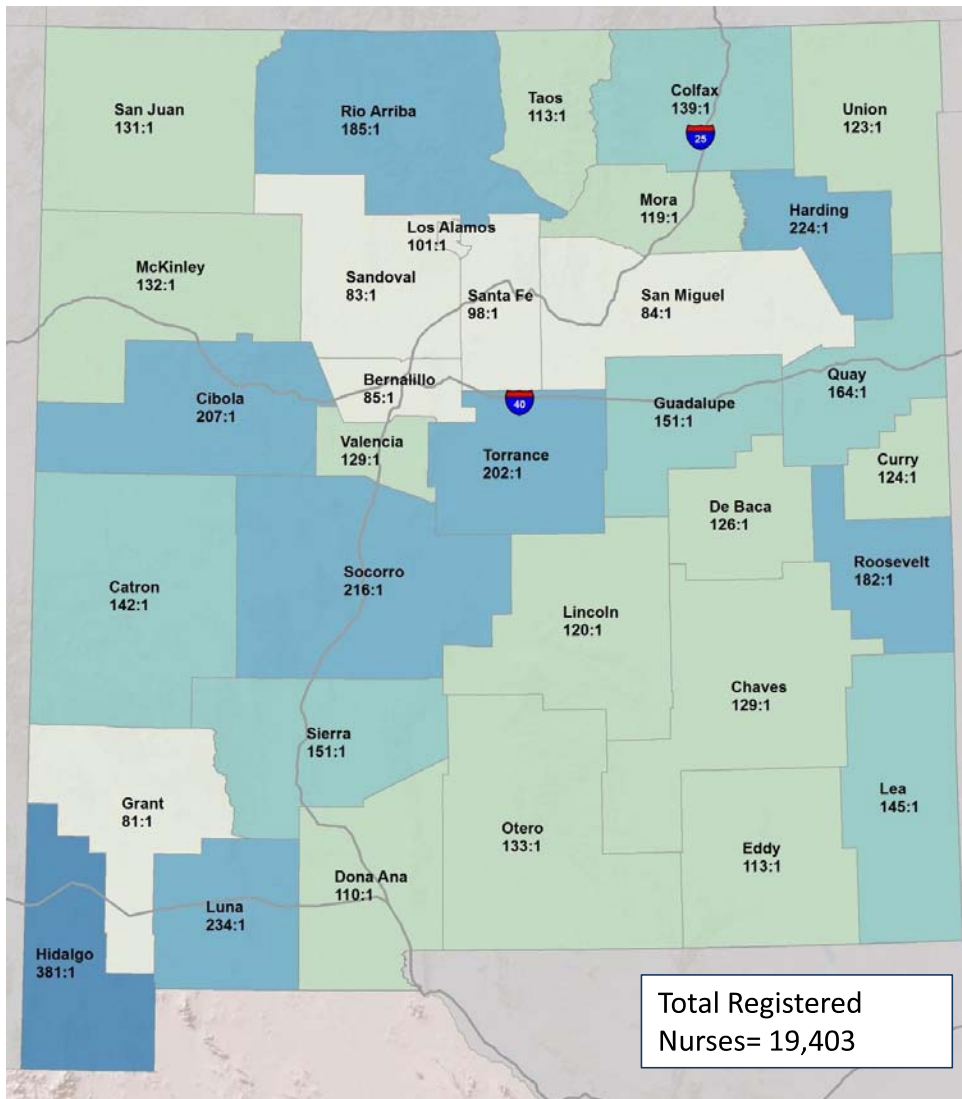 San Juan
131:1
Rio Arriba
185:1
Taos
113:1
Colfax
139:1
25
Union
123:1
Mora
119:1
Harding
224:1
Los Alamos
101:1
McKinley
132:1
Sandoval
83:1
Santa Fé
98:1
San Miguel
84:1
Bernalillo
85:1
Cibola
207:1
40
Guadalupe
151:1
Quay
164:1
Valencia
129:1
Torrance
202:1
Curry
124:1
De Baca
126:1
Catron
142:1
Socorro
216:1
Roosevelt
182:1
Lincoln
120:1
Chaves
129:1
Sierra
151:1
Grant
81:1
Lea
145:1
Otero
133:1
Eddy
113:1
Dona Ana
110:1
Luna
234:1
Hidalgo
381:1
Total Registered
Nurses= 19,403